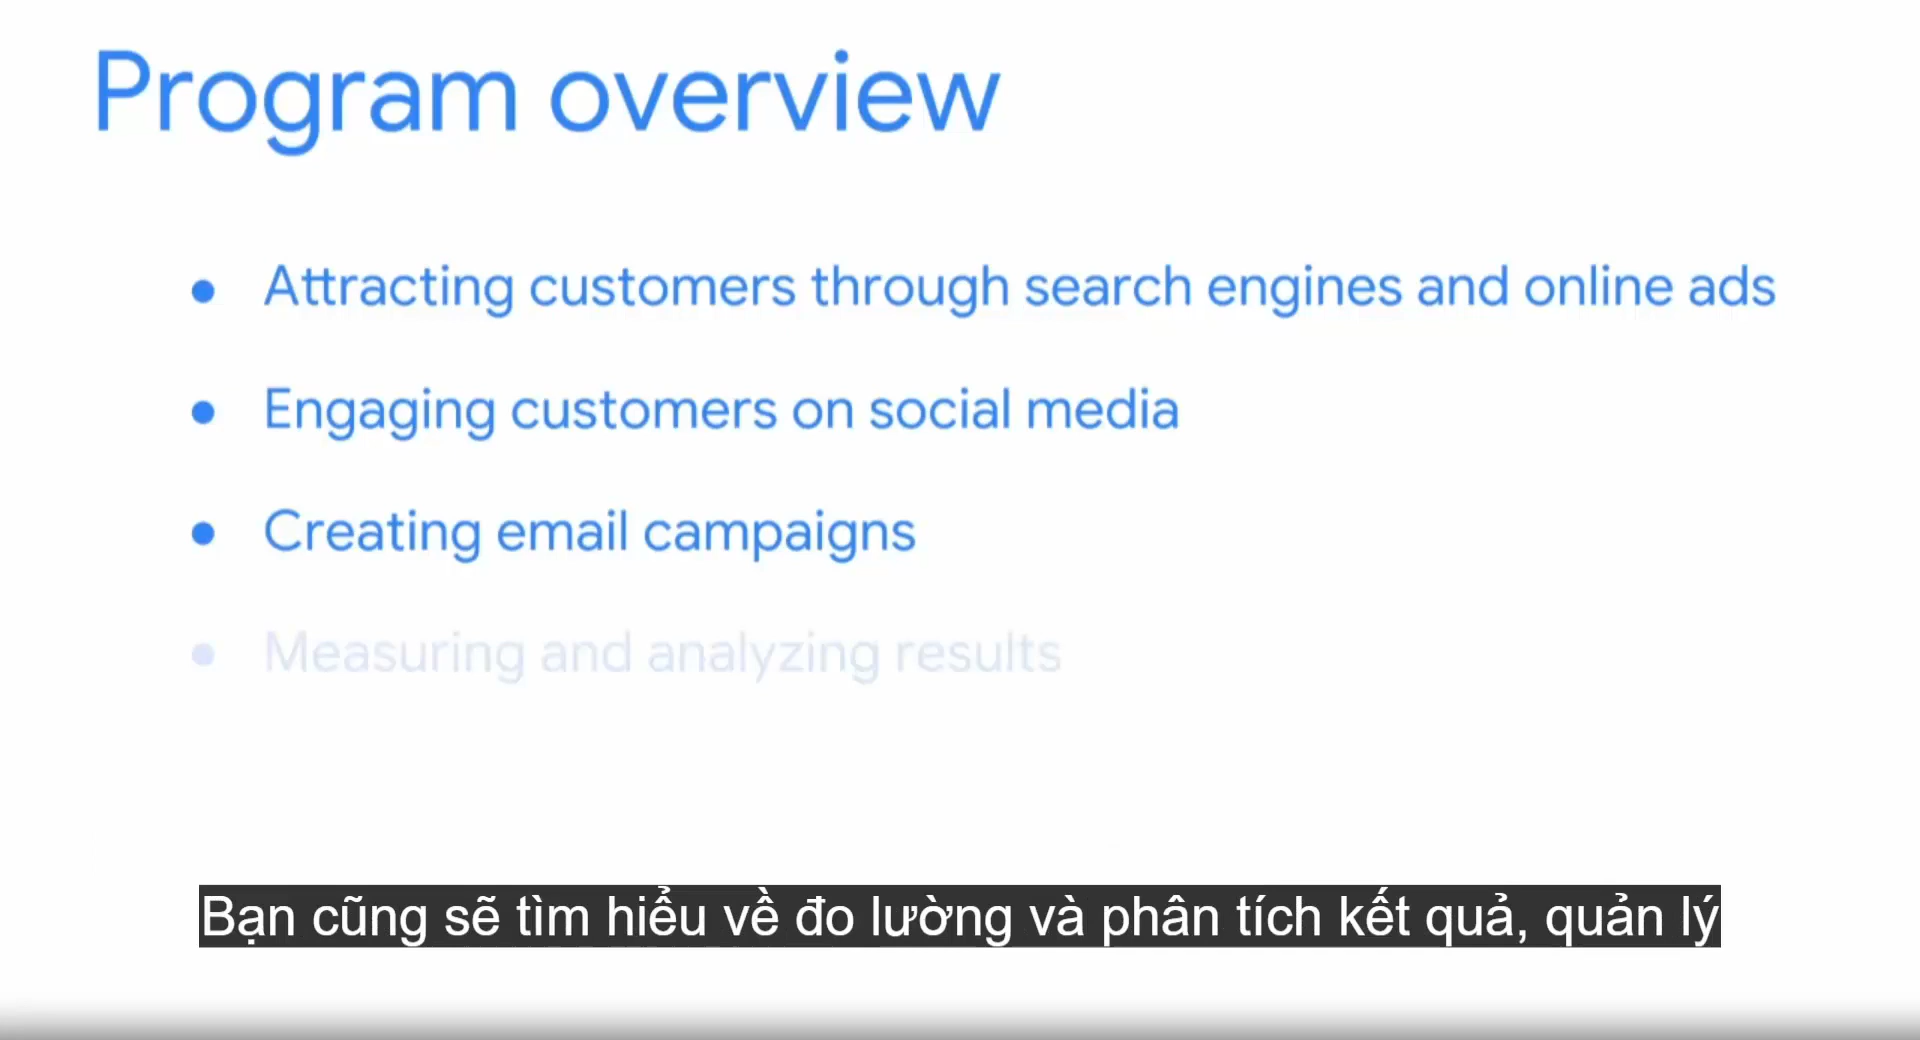 Program overview
Attracting customers through search engines and online ads
Engaging customers on social media
Creating email campaigns
Measuring and analyzing results
Bạn cũng sẽ tìm hiểu về đo lường và phân tích kết quả, quản lý